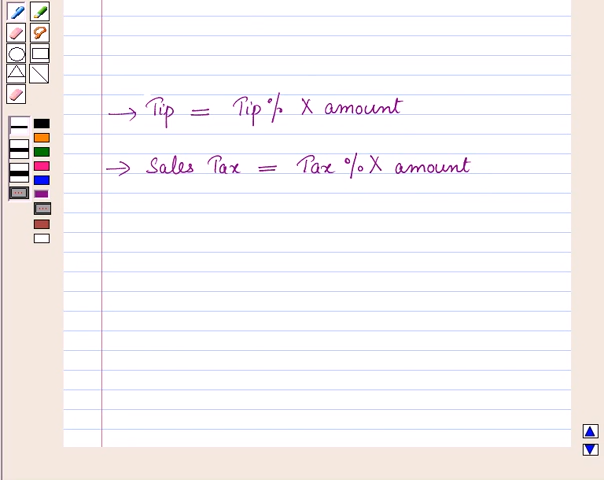 → Tip = Tip % X amount
→ Sales Tax = Tax % X amount